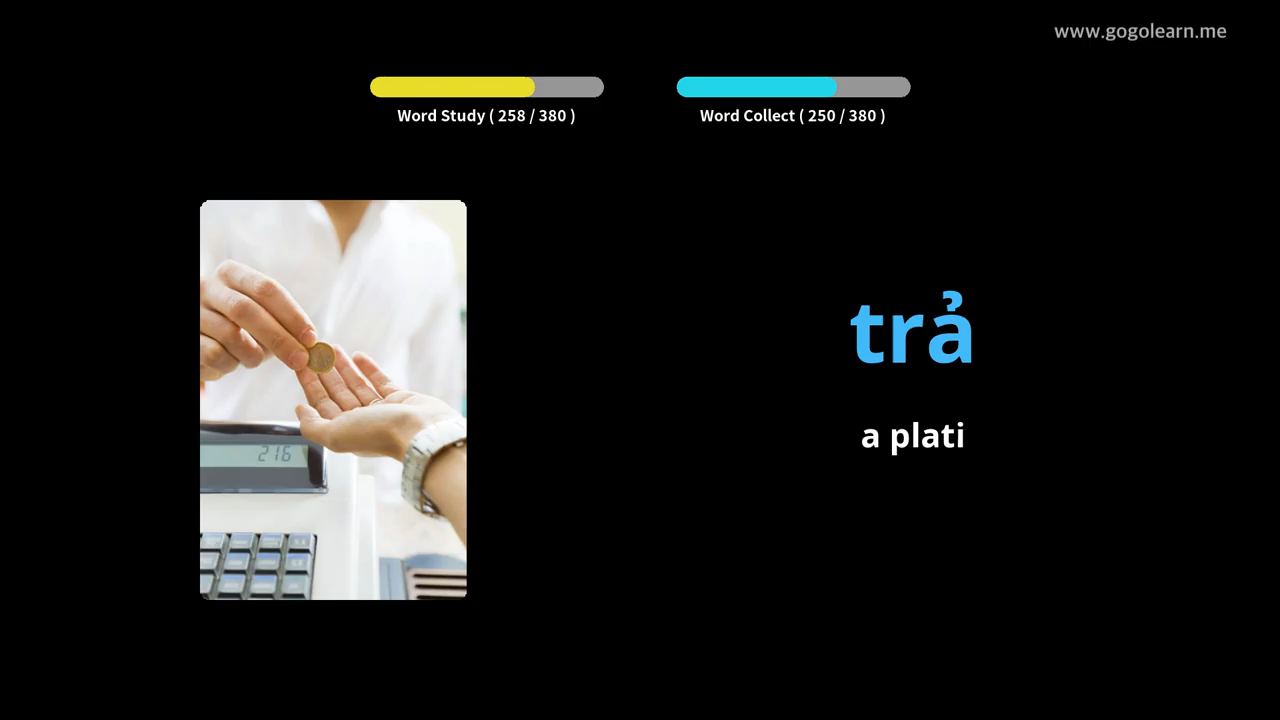 www.gogolearn.me
Word Study ( 258 / 380 )
Word Collect ( 250 / 380 )
216
trả
a plati